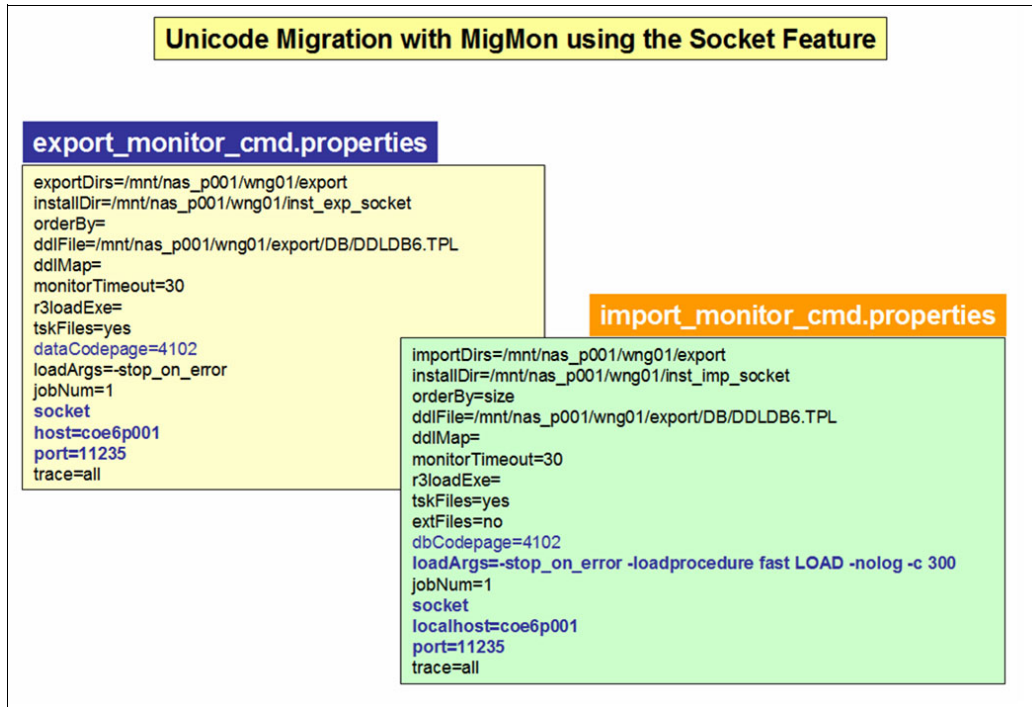 Unicode Migration with MigMon using the Socket Feature
export_monitor_cmd.properties
exportDirs=/mnt/nas_p001/wng01/export
installDir=/mnt/nas_p001/wng01/inst_exp_socket
orderBy=
ddlFile=/mnt/nas_p001/wng01/export/DB/DDLDB6.TPL
ddlMap=
monitorTimeout=30
r3loadExe=
tskFiles=yes
dataCodepage=4102
loadArgs=-stop_on_error
jobNum=1
socket
host=coe6p001
port=11235
trace=all
import_monitor_cmd.properties
importDirs=/mnt/nas_p001/wng01/export
installDir=/mnt/nas_p001/wng01/inst_imp_socket
orderBy=size
ddlFile=/mnt/nas_p001/wng01/export/DB/DDLDB6.TPL
ddlMap=
monitorTimeout=30
r3loadExe=
tskFiles=yes
extFiles=no
dbCodepage=4102
loadArgs=-stop_on_error -loadprocedure fast LOAD -nolog -c 300
jobNum=1
socket
localhost=coe6p001
port=11235
trace=all